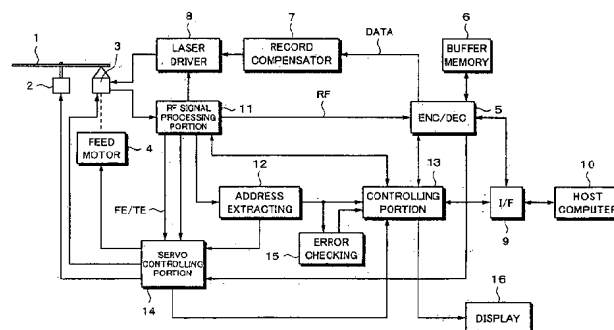 1
3
2
8
LASER
DRIVER
7
RECORD
COMPENSATOR
DATA
6
BUFFER
MEMORY
FEED
MOTOR
4
RF SIGNAL
PROCESSING
PORTION
11
RF
ENC/DEC
5
12
ADDRESS
EXTRACTING
13
CONTROLLING
PORTION
I/F
9
10
HOST
COMPUTER
FE/TE
15
ERROR
CHECKING
SERVO
CONTROLLING
PORTION
14
16
DISPLAY